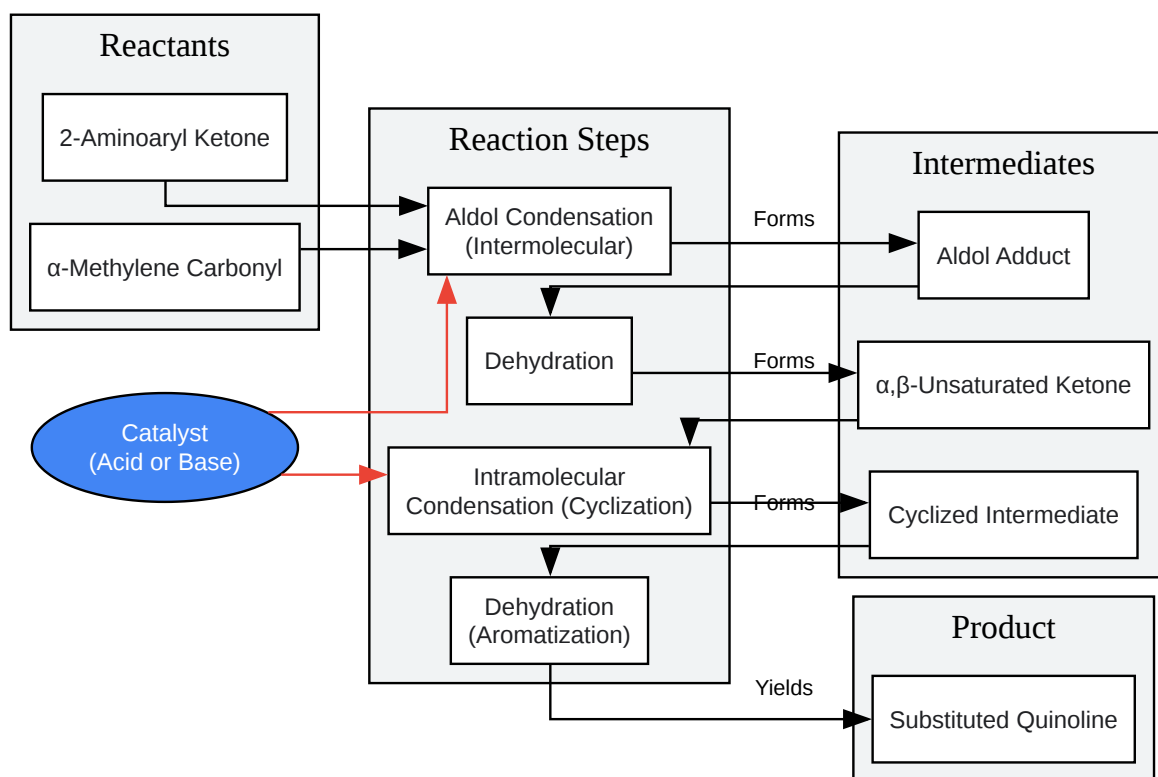 Reactants
2-Aminoaryl Ketone
α-Methylene Carbonyl
Catalyst
(Acid or Base)
Reaction Steps
Aldol Condensation
(Intermolecular)
Dehydration
Intramolecular
Condensation (Cyclization)
Dehydration
(Aromatization)
Forms
Forms
Forms
Yields
Intermediates
Aldol Adduct
α,β-Unsaturated Ketone
Cyclized Intermediate
Product
Substituted Quinoline